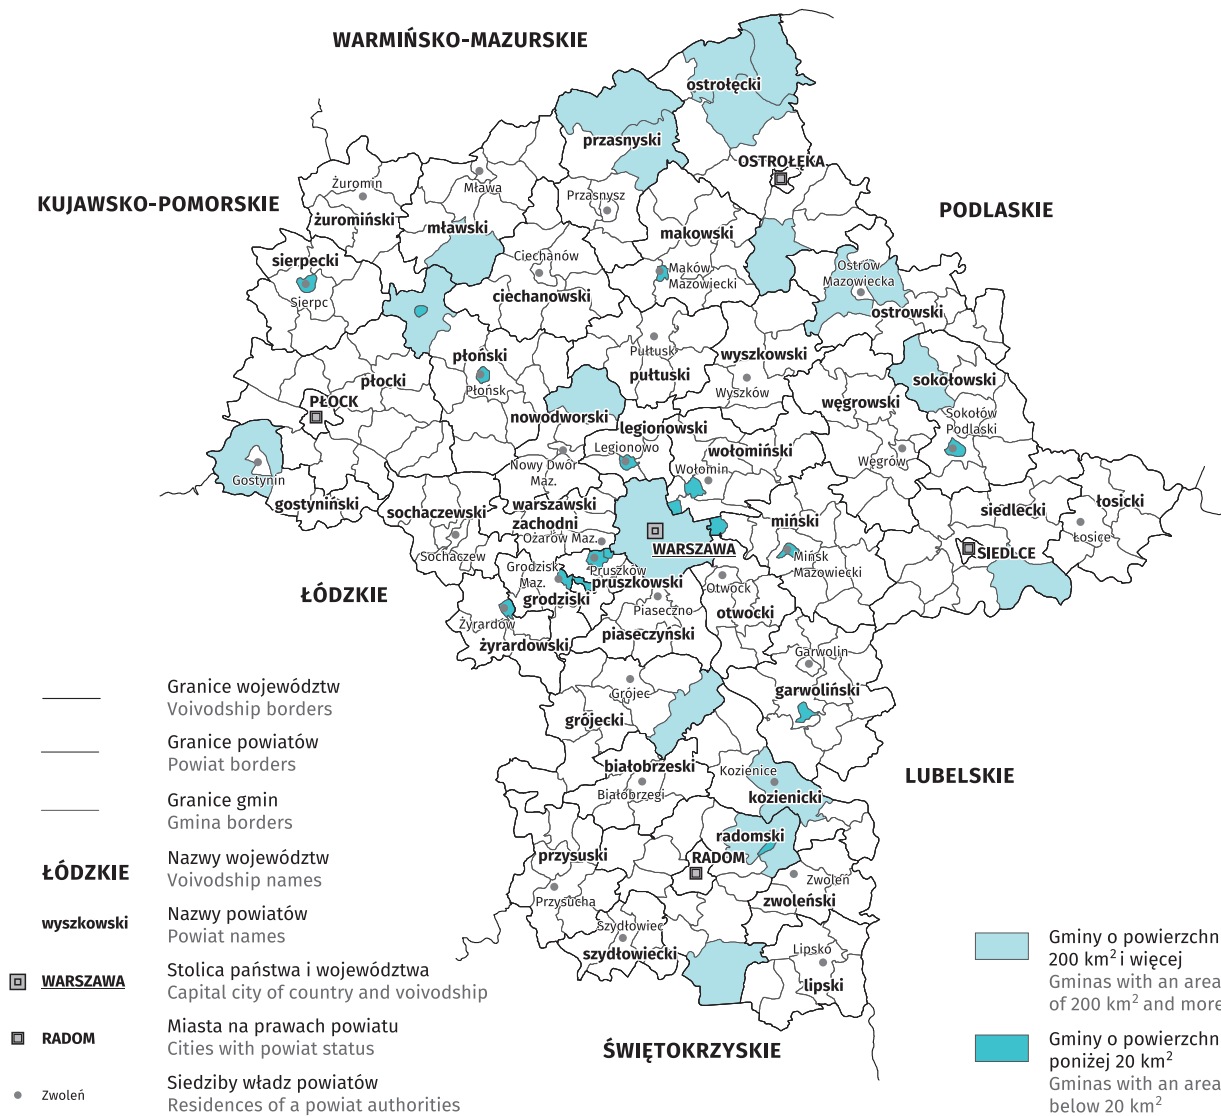 WARMIŃSKO-MAZURSKIE
ostrołęcki
przasnyski
OSTROŁĘKA
KUJAWSKO-POMORSKIE
Żuromin
żuromiński
Mława
mławski
Przasnysz
makowski
PODLASKIE
sierpecki
Sierpc
Ciechanów
ciechanowski
Maków
Mazowiecki
Ostrów
Mazowiecka
ostrowski
płoński
Płońsk
płocki
PŁOCK
Pułtusk
pułtuski
wyszkowski
Wyszków
sokołowski
Sokołów
Podlaski
węgrowski
Węgrów
nowodworski
Nowy Dwór
Maz.
legionowski
Legionowo
wołomiński
Wołomin
Gostynin
gostyniński
sochaczewski
Sochaczew
warszawski
zachodni
Ożarów Maz.
WARSZAWA
miński
Mińsk
Mazowiecki
siedlecki
SIEDLCE
łosicki
Łosice
ŁÓDZKIE
Grodzisk
Maz.
grodziski
Pruszków
pruszkowski
Piaseczno
piaseczyński
Otwock
otwocki
Żyrardów
żyrardowski
Garwolin
garwoliński
Grójec
grójecki
białobrzeski
Białobrzegi
Kozienice
kozienicki
LUBELSKIE
radomski
RADOM
przysuski
Przysucha
Zwoleń
zwoleński
Szydłowiec
szydłowiecki
Lipsko
lipski
ŚWIĘTOKRZYSKIE
Granice województw
Voivodship borders
Granice powiatów
Powiat borders
Granice gmin
Gmina borders
ŁÓDZKIE
Nazwy województw
Voivodship names
wyszkowski
Nazwy powiatów
Powiat names
WARSZAWA
Stolica państwa i województwa
Capital city of country and voivodship
RADOM
Miasta na prawach powiatu
Cities with powiat status
Zwoleń
Siedziby władz powiatów
Residences of a powiat authorities
Gminy o powierzchn
200 km² i więcej
Gminas with an area
of 200 km² and more
Gminy o powierzchn
poniżej 20 km²
Gminas with an area
below 20 km²